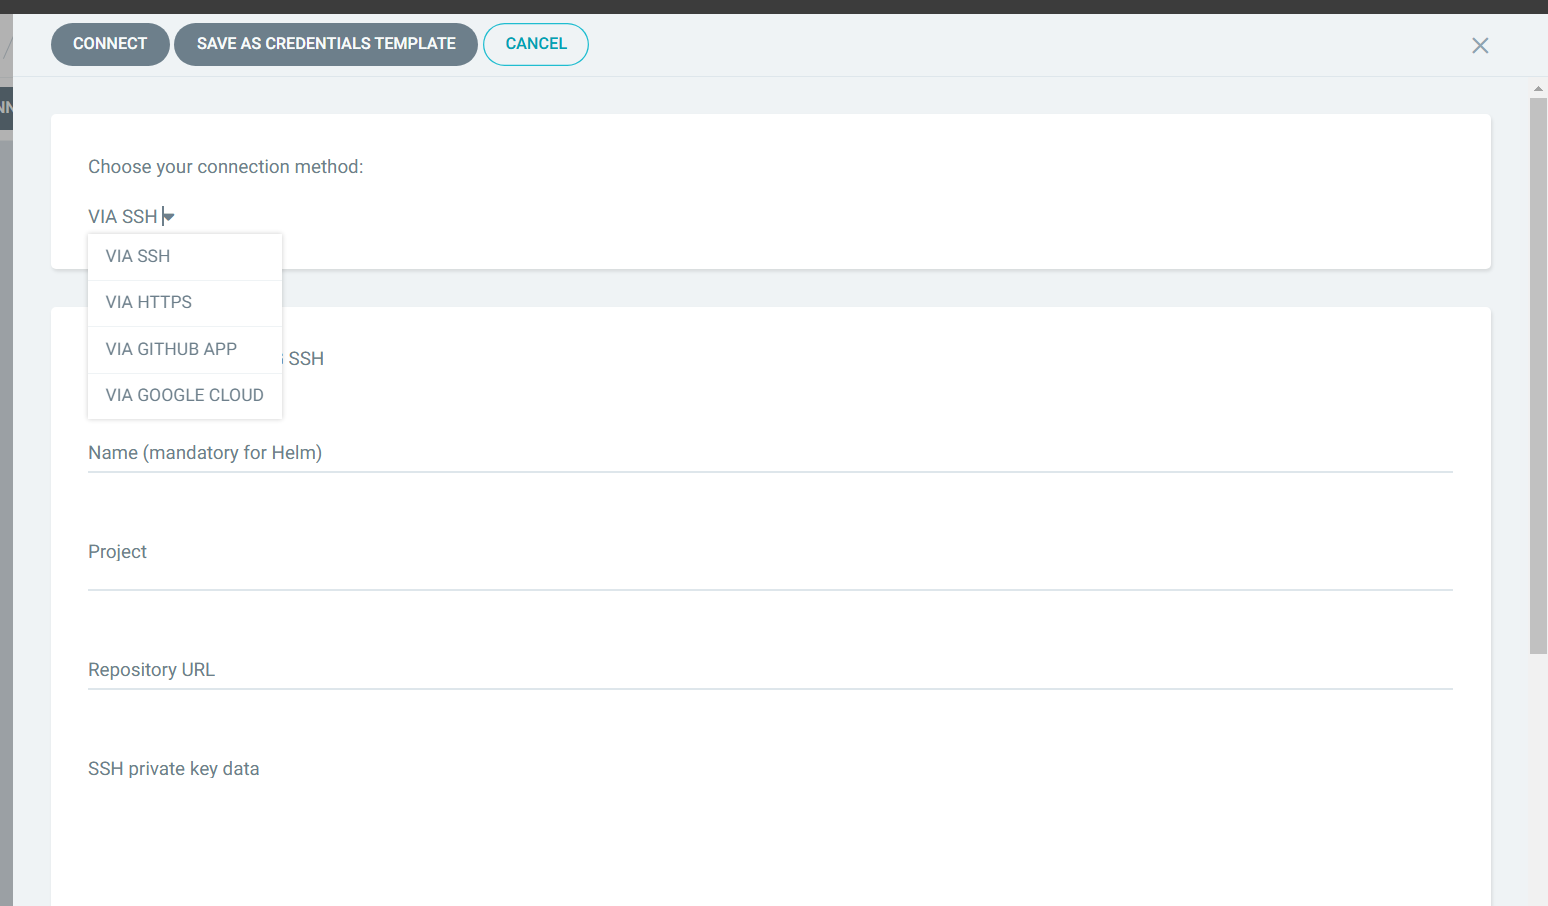 CONNECT SAVE AS CREDENTIALS TEMPLATE CANCEL
Choose your connection method:
VIA SSH
VIA SSH
VIA HTTPS
VIA GITHUB APP
VIA GOOGLE CLOUD
SSH
Name (mandatory for Helm)
Project
Repository URL
SSH private key data